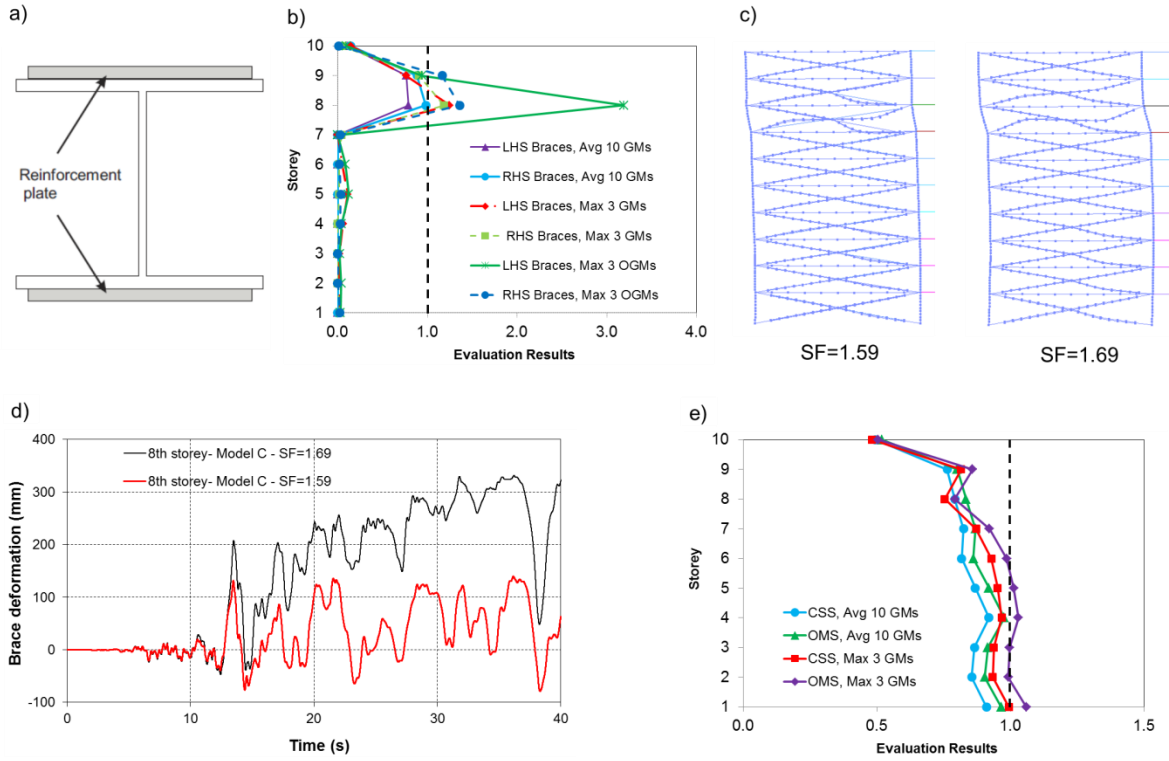 a)
Reinforcement
plate
b)
Storey
10
9
8
7
6
5
4
3
2
1
LHS Braces, Avg 10 GMs
RHS Braces, Avg 10 GMs
LHS Braces, Max 3 GMs
RHS Braces, Max 3 GMs
LHS Braces, Max 3 OGMs
RHS Braces, Max 3 OGMs
0.0 1.0 2.0 3.0 4.0
Evaluation Results
c)
SF=1.59 SF=1.69
d)
Brace deformation (mm)
400
300
200
100
0
-100
8th storey- Model C - SF=1.69
8th storey- Model C - SF=1.59
0 10 20 30 40
Time (s)
e)
Storey
10
9
8
7
6
5
4
3
2
1
CSS, Avg 10 GMs
OMS, Avg 10 GMs
CSS, Max 3 GMs
OMS, Max 3 GMs
0.0 0.5 1.0 1.5
Evaluation Results